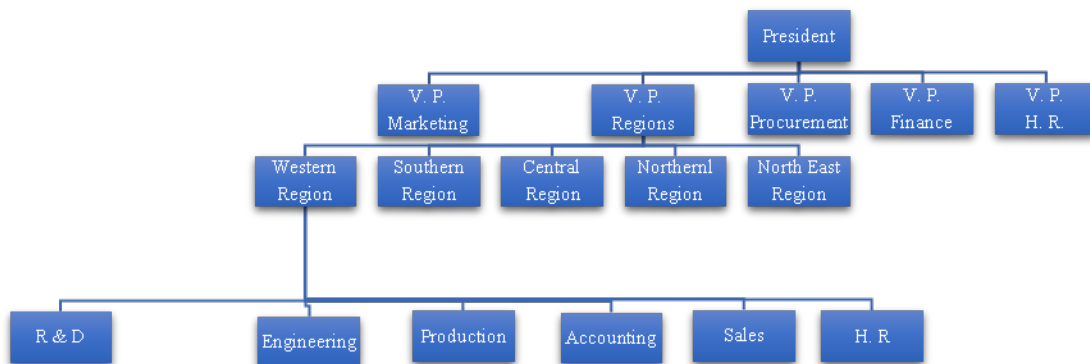 President
V. P.
Marketing
V. P.
Regions
V. P.
Procurement
V. P.
Finance
V. P.
H. R.
Western
Region
Southern
Region
Central
Region
Northernl
Region
North East
Region
R & D
Engineering
Production
Accounting
Sales
H. R